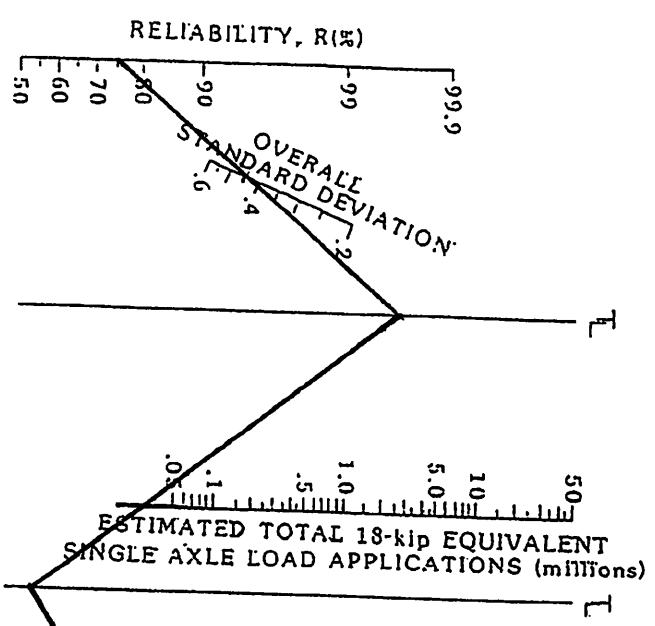 RELIABILITY, R(%)
50 60 70 80 90 99 99.9
OVERALL
STANDARD DEVIATION
.6 .4 .2
TL
.05 .1 .5 1.0 5.0 10 50
ESTIMATED TOTAL 18-kip EQUIVALENT
SINGLE AXLE LOAD APPLICATIONS (millions)
TL